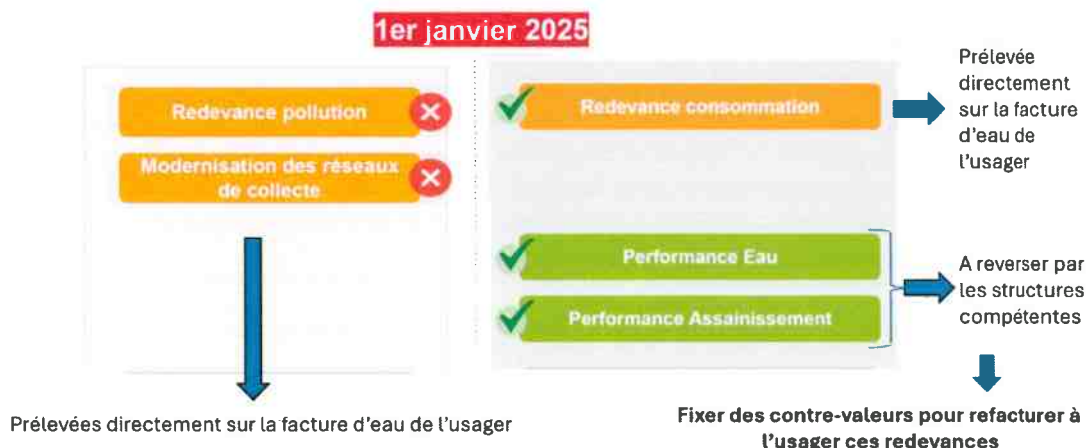 1er janvier 2025
Redevance pollution
Modernisation des réseaux
de collecte
Prélevées directement sur la facture d'eau de l'usager
Redevance consommation
Prélevée
directement
sur la facture
d'eau de
l'usager
Performance Eau
Performance Assainissement
A reverser par
les structures
compétentes
Fixer des contre-valeurs pour refacturer à
l'usager ces redevances